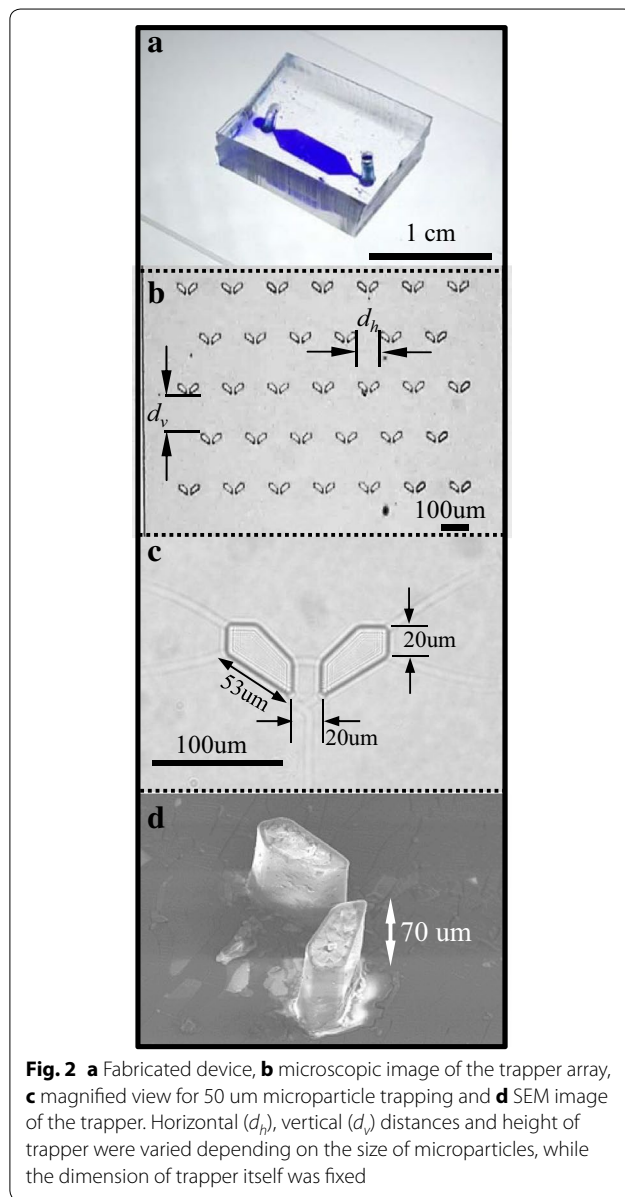 a
1 cm
b
d_h
d_v
100um
c
20um
53um
20um
100um
d
70 um
Fig. 2 a Fabricated device, b microscopic image of the trapper array,
c magnified view for 50 um microparticle trapping and d SEM image
of the trapper. Horizontal (d_h), vertical (d_v) distances and height of
trapper were varied depending on the size of microparticles, while
the dimension of trapper itself was fixed